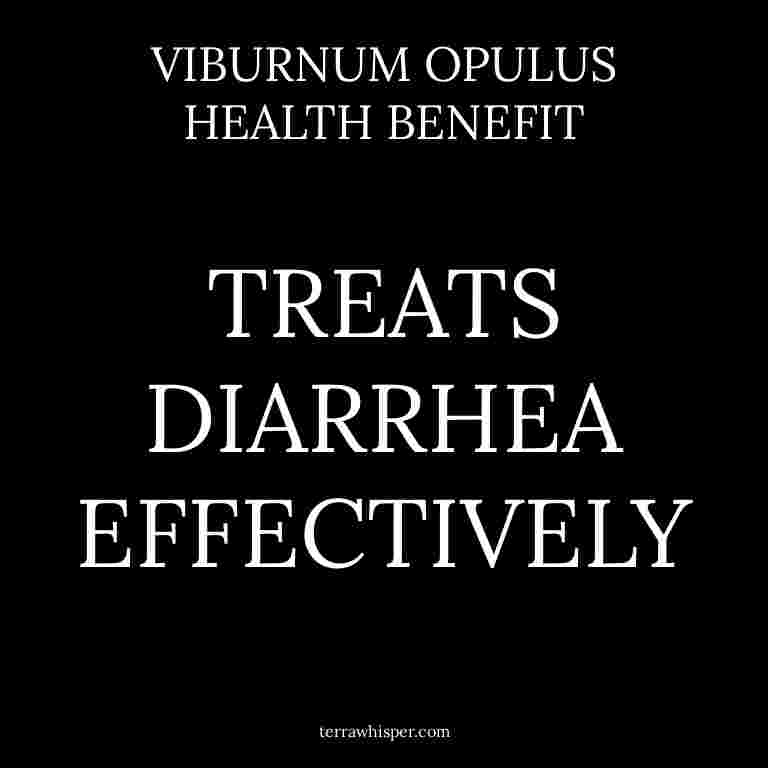 VIBURNUM OPULUS
HEALTH BENEFIT
TREATS
DIARRHEA
EFFECTIVELY
terrawhisper.com